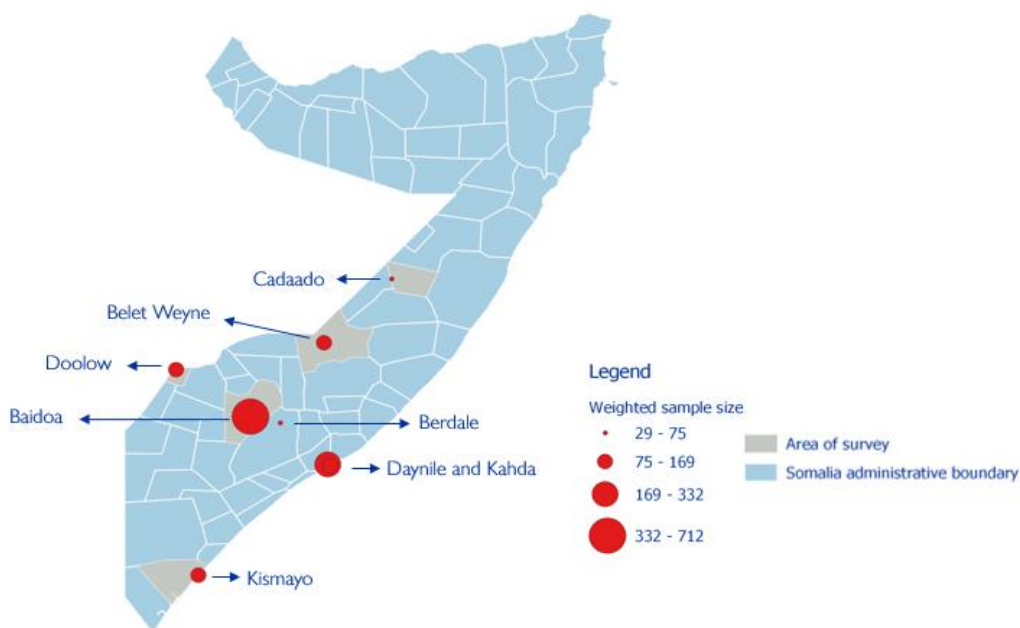 Cadaado
Belet Weyne
Doolow
Baidoa
Berdale
Daynile and Kahda
Kismayo
Legend
Weighted sample size
29 - 75
75 - 169
169 - 332
332 - 712
Area of survey
Somalia administrative boundary